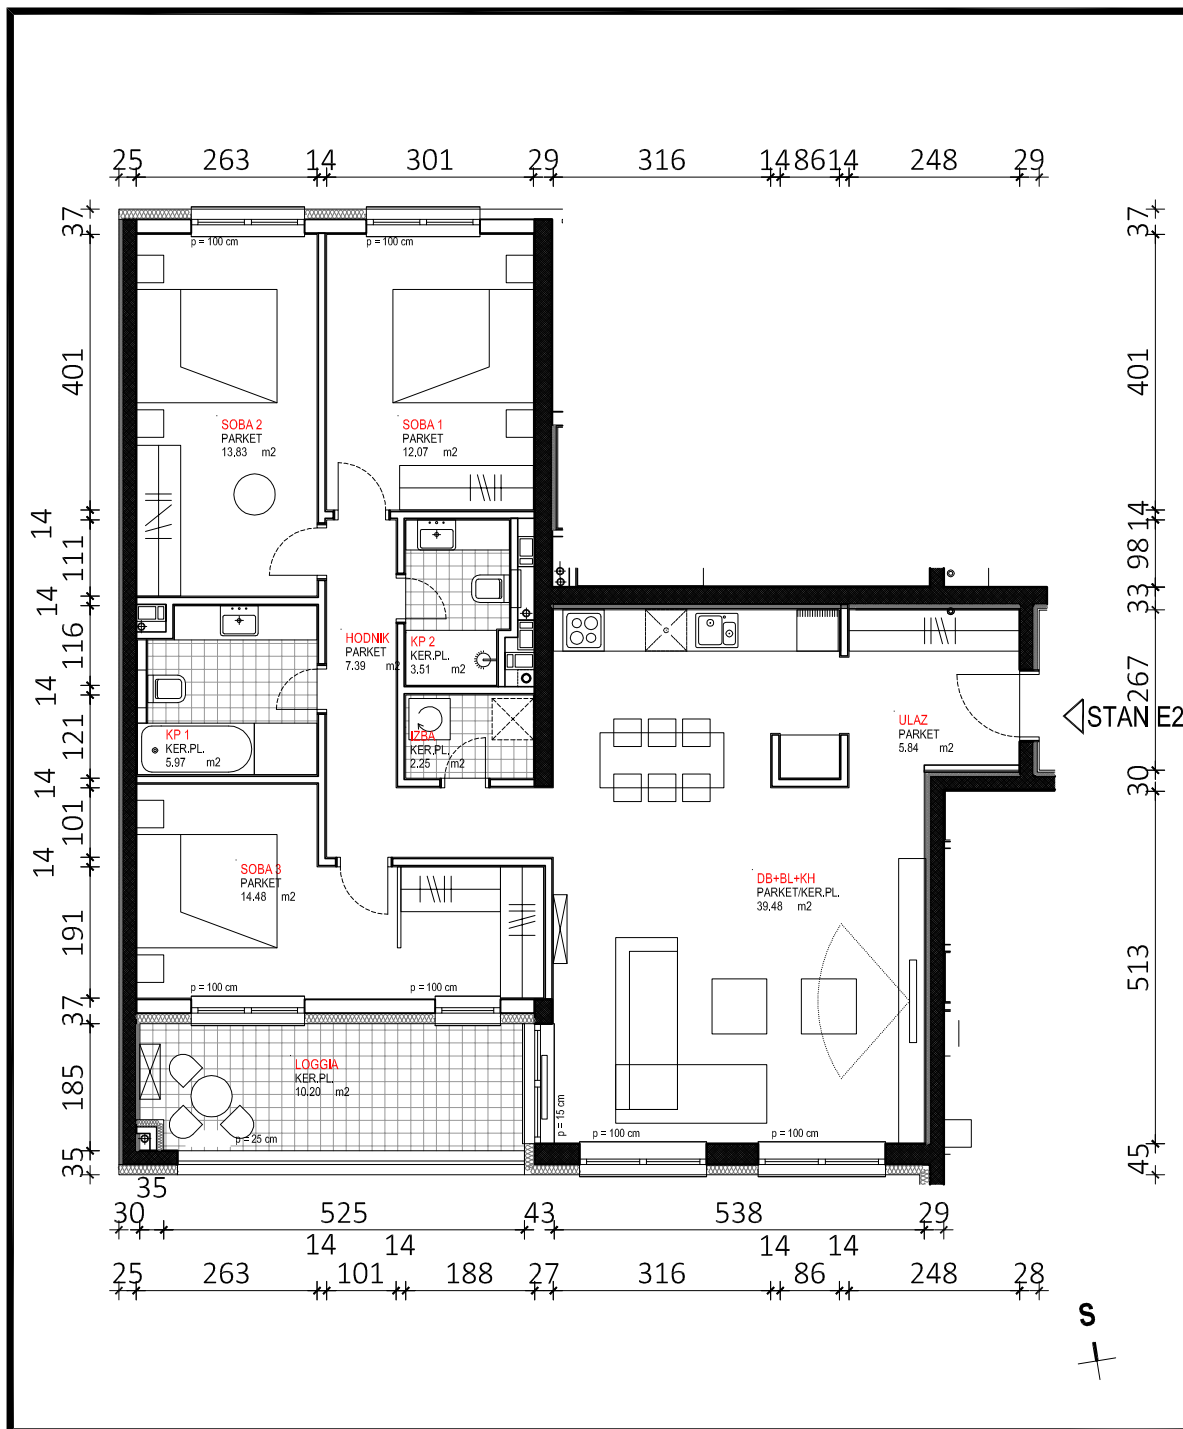 25 263 14 301 29 316 14 86 14 248 29
37
37
p = 100 cm
p = 100 cm
401
401
SOBA 2
PARKET
13.83 m2
SOBA 1
PARKET
12.07 m2
14
14
111
98
14
33
116
HODNIK
PARKET
7.39 m2
KP 2
KER.PL.
3.51 m2
267
14
STAN E2
ULAZ
PARKET
5.84 m2
121
KP 1
KER.PL.
5.97 m2
IZBA
KER.PL.
2.25 m2
14
30
101
14
SOBA 3
PARKET
14.48 m2
DB+BL+KH
PARKET/KER.PL.
39.48 m2
191
513
p = 100 cm
p = 100 cm
37
LOGGIA
KER.PL.
10.20 m2
185
p = 15 cm
p = 25 cm
p = 100 cm
p = 100 cm
35
45
35
30 525 43 538 29
14 14 14 14
25 263 101 188 27 316 86 248 28
S